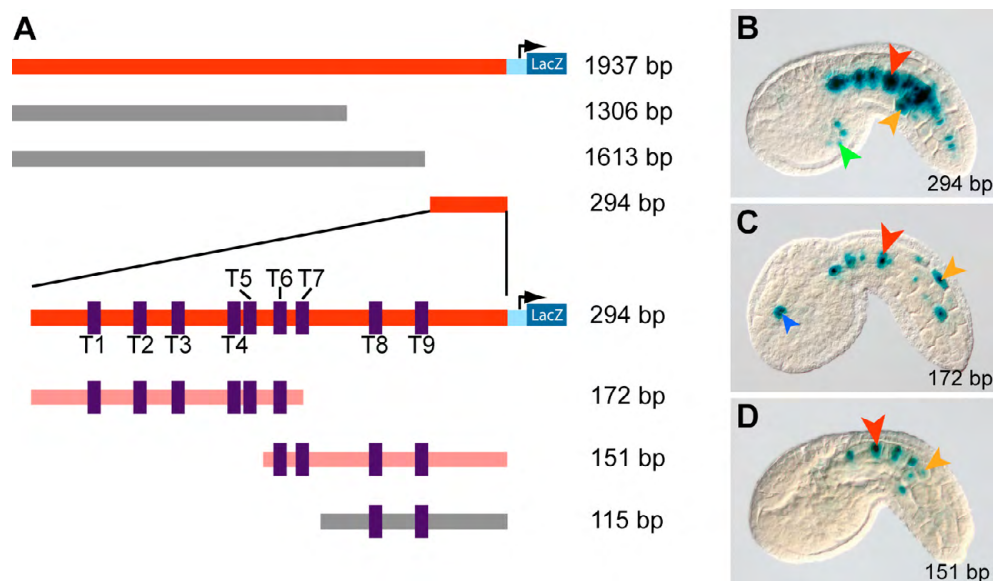 A
LacZ
1937 bp
1306 bp
1613 bp
294 bp
T5
T6
T7
LacZ
294 bp
T1
T2
T3
T4
T8
T9
172 bp
151 bp
115 bp
B
294 bp
C
172 bp
D
151 bp